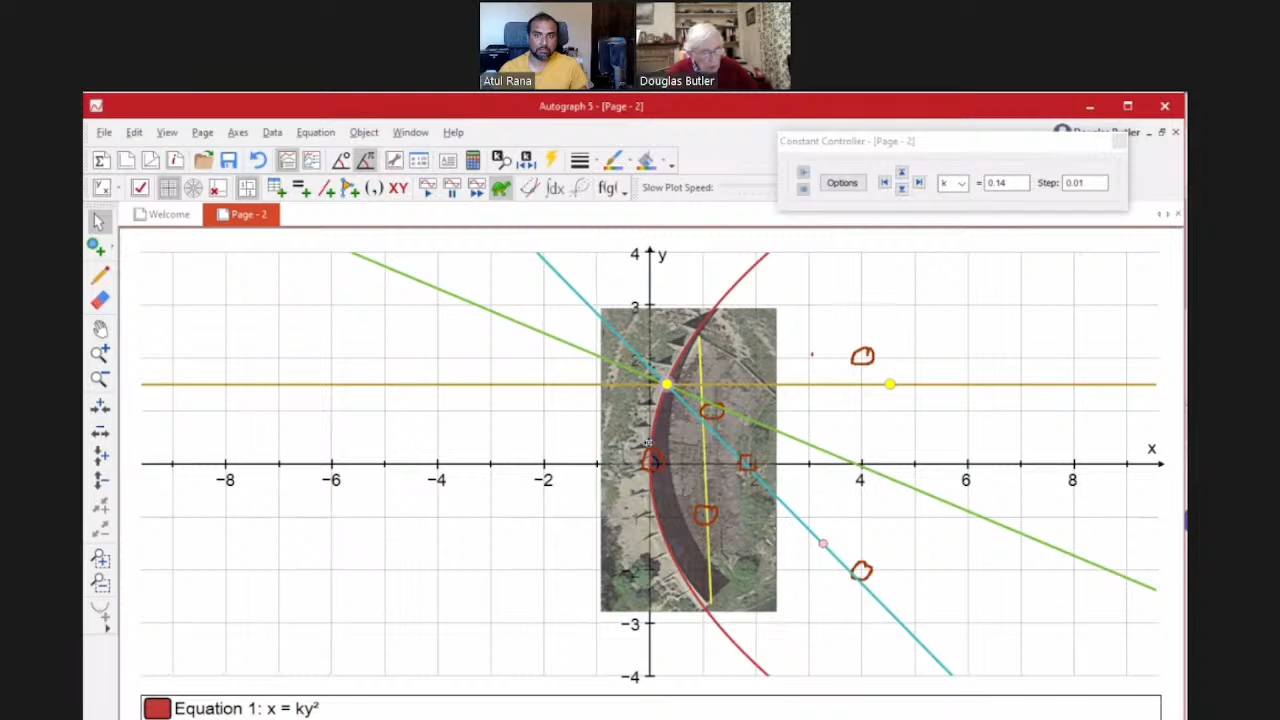 Atul Rana
Douglas Butler
Autograph 5 - [Page - 2]
File Edit View Page Axes Data Equation Object Window Help
Constant Controller - [Page - 2]
Options
k
= 0.14
Step: 0.01
XY
Slow Plot Speed:
Welcome
Page - 2
4 y
3
x
−8 −6 −4 −2 2 4 6 8
−3
−4
Equation 1: x = ky²